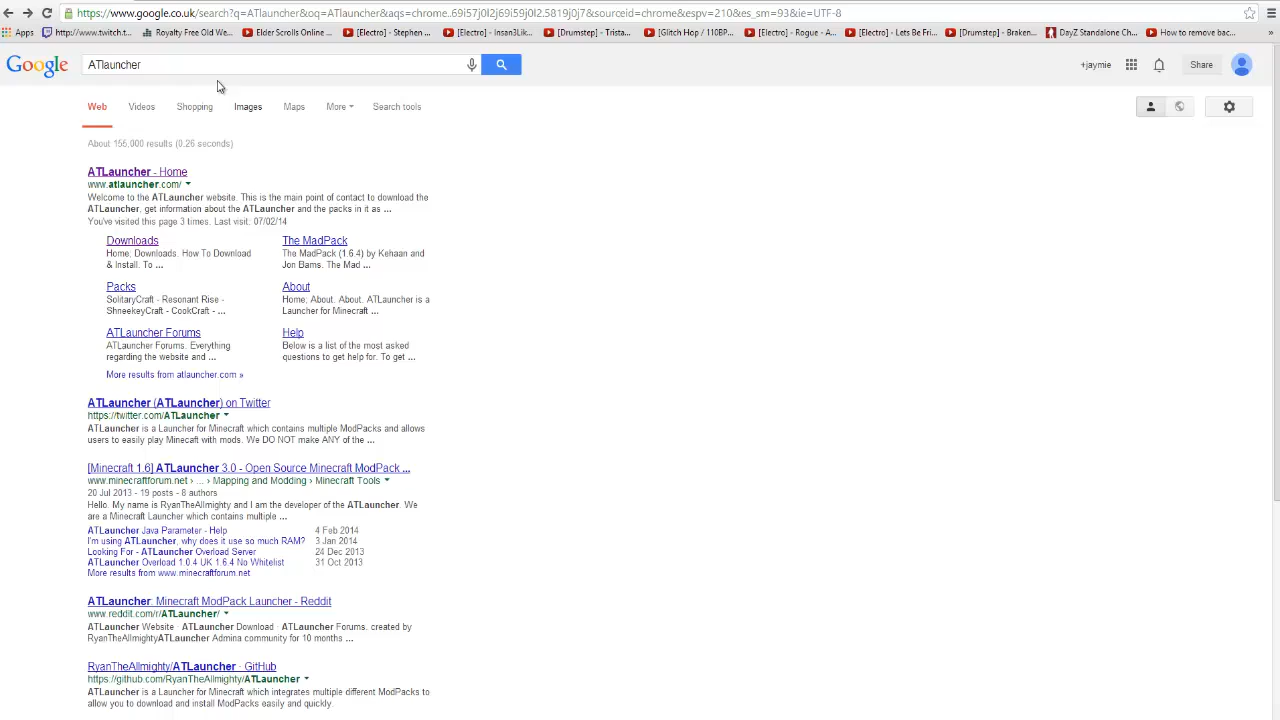 https://www.google.co.uk/search?q=ATlauncher&oq=ATlauncher&aqs=chrome..69i57j0l2j69i59j0l2.5819j0j7&sourceid=chrome&espv=210&es_sm=93&ie=UTF-8
Apps http://www.twitch.t... Royalty Free Old We... Elder Scrolls Online ... [Electro] - Stephen ... [Electro] - Insan3Lik... [Drumstep] - Trista... [Glitch Hop / 110BP... [Electro] - Rogue - A... [Electro] - Lets Be Fri... [Drumstep] - Braken... DayZ Standalone Ch... How to remove bac... »
Google ATlauncher +jaymie Share
Web Videos Shopping Images Maps More Search tools
About 155,000 results (0.26 seconds)
ATLauncher - Home
www.atlauncher.com/
Welcome to the ATLauncher website. This is the main point of contact to download the
ATLauncher, get information about the ATLauncher and the packs in it as ...
You've visited this page 3 times. Last visit: 07/02/14
Downloads
Home; Downloads. How To Download
& Install. To ...
The MadPack
The MadPack (1.6.4) by Kehaan and
Jon Bams. The Mad ...
Packs
SolitaryCraft - Resonant Rise -
ShneekeyCraft - CookCraft - ...
About
Home; About. About. ATLauncher is a
Launcher for Minecraft ...
ATLauncher Forums
ATLauncher Forums. Everything
regarding the website and ...
Help
Below is a list of the most asked
questions to get help for. To get ...
More results from atlauncher.com »
ATLauncher (ATLauncher) on Twitter
https://twitter.com/ATLauncher
ATLauncher is a Launcher for Minecraft which contains multiple ModPacks and allows
users to easily play Minecaft with mods. We DO NOT make ANY of the ...
[Minecraft 1.6] ATLauncher 3.0 - Open Source Minecraft ModPack ...
www.minecraftforum.net › ... › Mapping and Modding › Minecraft Tools
20 Jul 2013 - 19 posts - 8 authors
Hello. My name is RyanTheAllmighty and I am the developer of the ATLauncher. We
are a Minecraft Launcher which contains multiple ...
ATLauncher Java Parameter - Help 4 Feb 2014
I'm using ATLauncher, why does it use so much RAM? 3 Jan 2014
Looking For - ATLauncher Overload Server 24 Dec 2013
ATLauncher Overload 1.0.4 UK 1.6.4 No Whitelist 31 Oct 2013
More results from www.minecraftforum.net
ATLauncher: Minecraft ModPack Launcher - Reddit
www.reddit.com/r/ATLauncher/
ATLauncher Website · ATLauncher Download · ATLauncher Forums. created by
RyanTheAllmightyATLauncher Admina community for 10 months ...
RyanTheAllmighty/ATLauncher · GitHub
https://github.com/RyanTheAllmighty/ATLauncher
ATLauncher is a Launcher for Minecraft which integrates multiple different ModPacks to
allow you to download and install ModPacks easily and quickly.